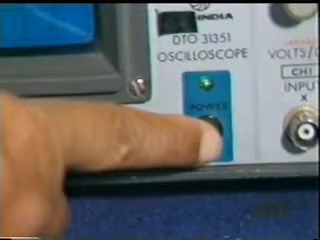 INDIA
DTO 31351
OSCILLOSCOPE
POWER
VOLTS/
CH1
INPUT
X